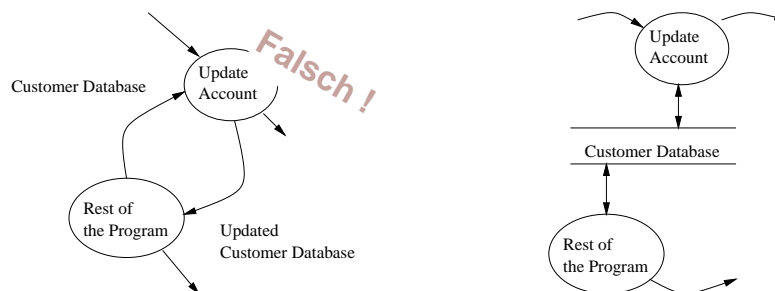 Update
Account
Falsch !
Customer Database
Rest of
the Program
Updated
Customer Database
Update
Account
Customer Database
Rest of
the Program